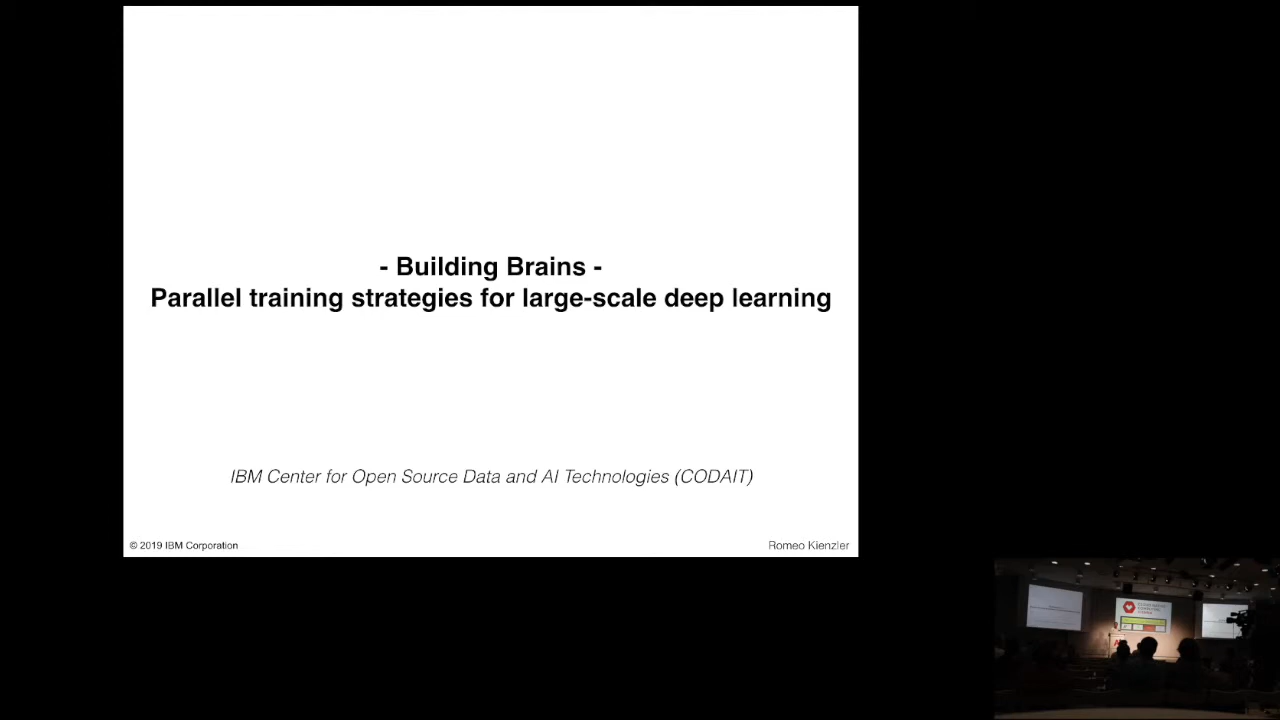 - Building Brains -
Parallel training strategies for large-scale deep learning
IBM Center for Open Source Data and AI Technologies (CODAIT)
© 2019 IBM Corporation
Romeo Kienzler